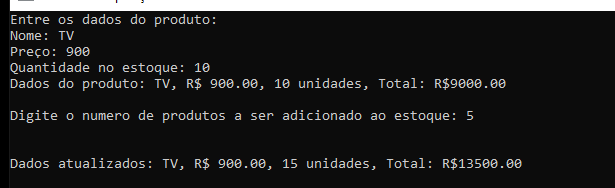 Entre os dados do produto:
Nome: TV
Preço: 900
Quantidade no estoque: 10
Dados do produto: TV, R$ 900.00, 10 unidades, Total: R$9000.00
Digite o numero de produtos a ser adicionado ao estoque: 5
Dados atualizados: TV, R$ 900.00, 15 unidades, Total: R$13500.00